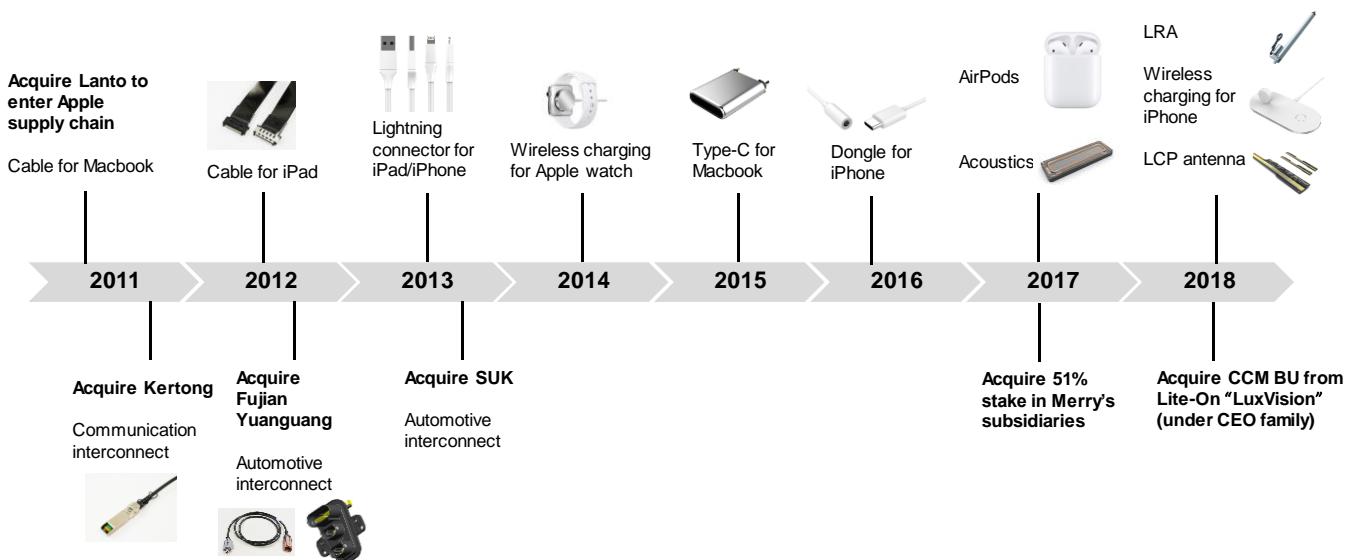 Acquire Lanto to
enter Apple
supply chain
Cable for Macbook
Cable for iPad
Lightning
connector for
iPad/iPhone
Wireless charging
for Apple watch
Type-C for
Macbook
Dongle for
iPhone
AirPods
Acoustics
LRA
Wireless
charging for
iPhone
LCP antenna
2011
2012
2013
2014
2015
2016
2017
2018
Acquire Kertong
Communication
interconnect
Acquire
Fujian
Yuanguang
Automotive
interconnect
Acquire SUK
Automotive
interconnect
Acquire 51%
stake in Merry's
subsidiaries
Acquire CCM BU from
Lite-On "LuxVision"
(under CEO family)